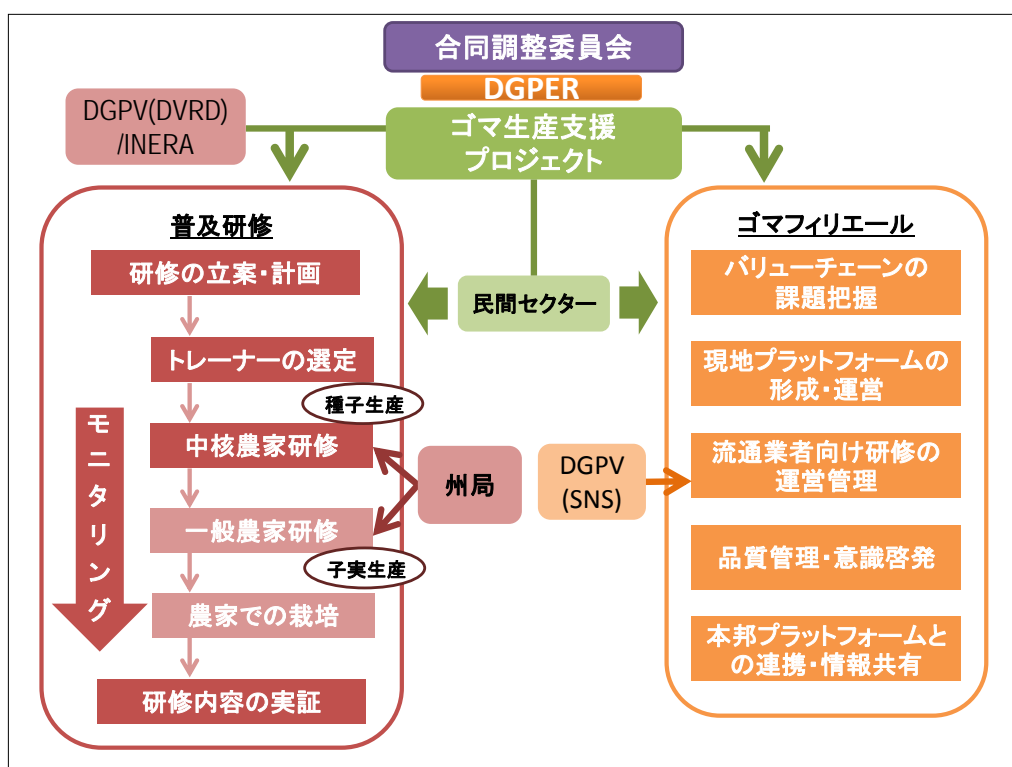 合同調整委員会
DGPER
DGPV(DVRD)
/INERA
ゴマ生産支援
プロジェクト
普及研修
研修の立案・計画
トレーナーの選定
種子生産
中核農家研修
一般農家研修
子実生産
農家での栽培
研修内容の実証
モニタリング
民間セクター
州局
DGPV
(SNS)
ゴマフィリエール
バリューチェーンの
課題把握
現地プラットフォームの
形成・運営
流通業者向け研修の
運営管理
品質管理・意識啓発
本邦プラットフォームと
の連携・情報共有